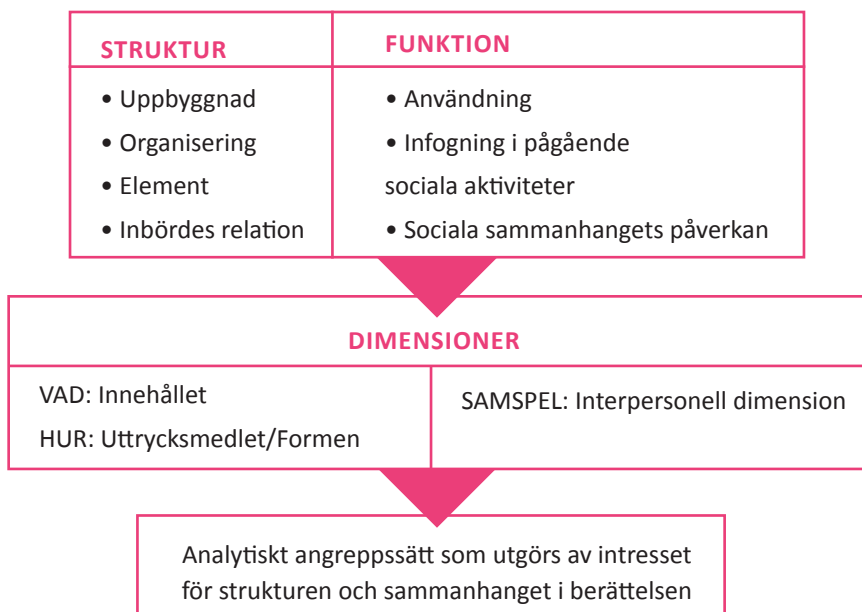 STRUKTUR
• Uppbyggnad
• Organisering
• Element
• Inbördes relation
FUNKTION
• Användning
• Infogning i pågående
sociala aktiviteter
• Sociala sammanhangets påverkan
DIMENSIONER
VAD: Innehållet
HUR: Uttrycksmedlet/Formen
SAMSPEL: Interpersonell dimension
Analytiskt angreppssätt som utgörs av intresset
för strukturen och sammanhanget i berättelsen